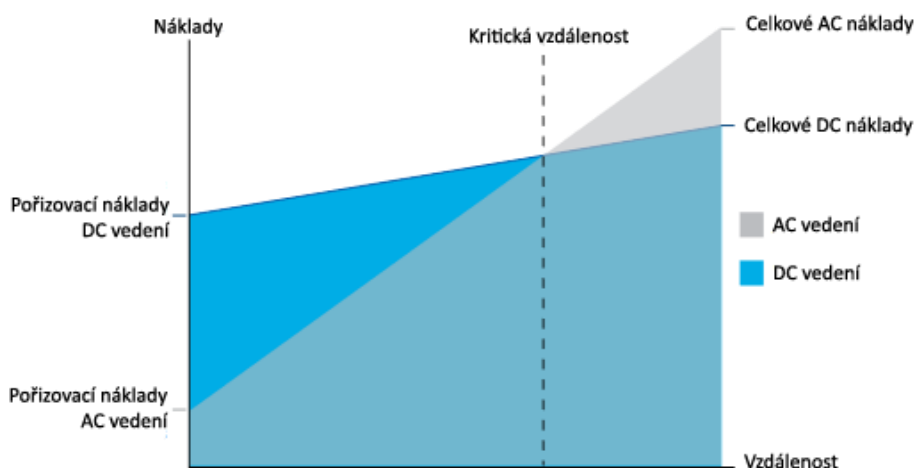 Náklady
Kritická vzdálenost
Celkové AC náklady
Celkové DC náklady
Pořizovací náklady
DC vedení
AC vedení
DC vedení
Pořizovací náklady
AC vedení
Vzdálenost